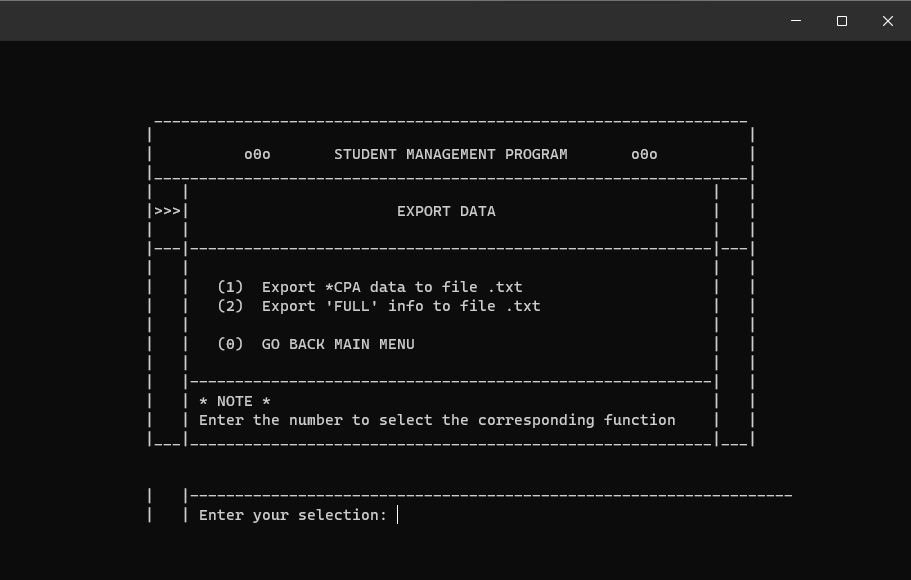 o0o STUDENT MANAGEMENT PROGRAM o0o
>>> EXPORT DATA
(1) Export *CPA data to file .txt
(2) Export 'FULL' info to file .txt
(0) GO BACK MAIN MENU
* NOTE *
Enter the number to select the corresponding function
Enter your selection: